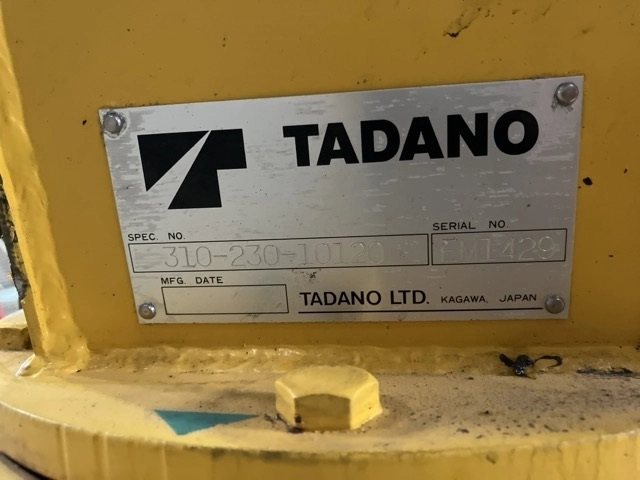 TADANO
SPEC. NO.
SERIAL NO
310-230-10120
MFG. DATE
TADANO LTD. KAGAWA, JAPAN